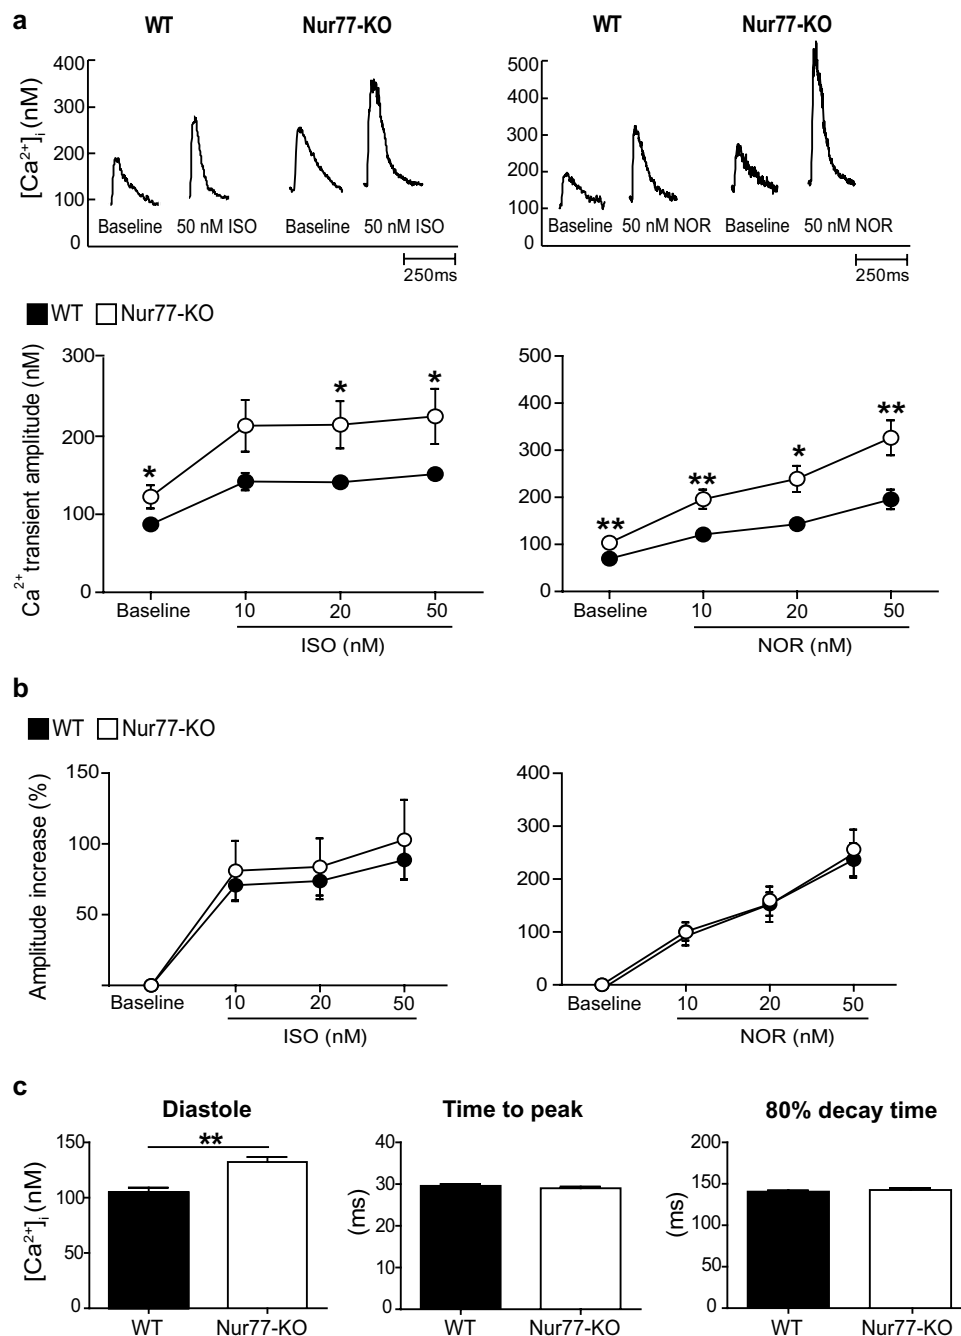 a
WT Nur77-KO
[Ca²⁺]ᵢ (nM)
400
300
200
100
0
Baseline 50 nM ISO Baseline 50 nM ISO
250ms
WT Nur77-KO
500
400
300
200
100
0
Baseline 50 nM NOR Baseline 50 nM NOR
250ms
WT Nur77-KO
Ca²⁺ transient amplitude (nM)
300
200
100
0
* * *
Baseline 10 20 50
ISO (nM)
500
400
300
200
100
0
** ** * **
Baseline 10 20 50
NOR (nM)
b
WT Nur77-KO
Amplitude increase (%)
150
100
50
Baseline 10 20 50
ISO (nM)
400
300
200
100
0
Baseline 10 20 50
NOR (nM)
c
Diastole
[Ca²⁺]ᵢ (nM)
150
100
50
0
**
WT Nur77-KO
Time to peak
(ms)
40
30
20
10
0
WT Nur77-KO
80% decay time
(ms)
200
150
100
50
0
WT Nur77-KO